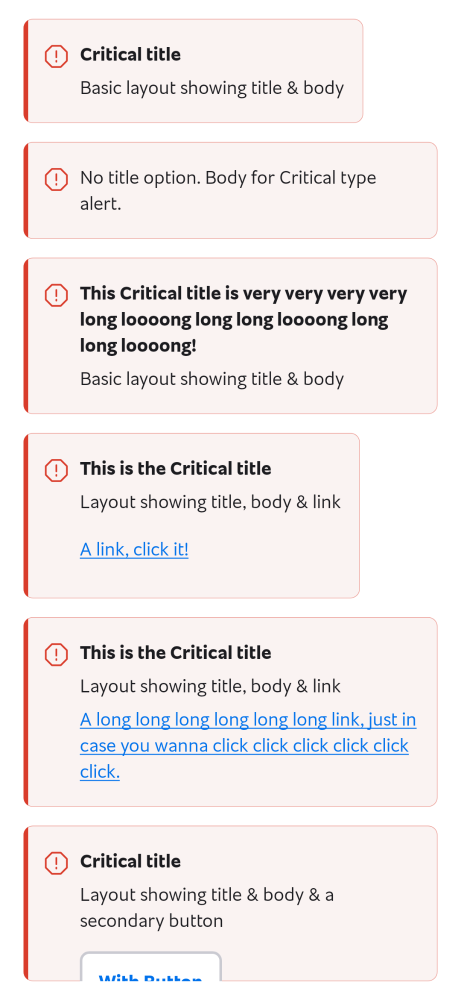 Critical title
Basic layout showing title & body
No title option. Body for Critical type
alert.
This Critical title is very very very very
long loooong long long loooong long
long loooong!
Basic layout showing title & body
This is the Critical title
Layout showing title, body & link
A link, click it!
This is the Critical title
Layout showing title, body & link
A long long long long long long link, just in
case you wanna click click click click click
click.
Critical title
Layout showing title & body & a
secondary button
With Button